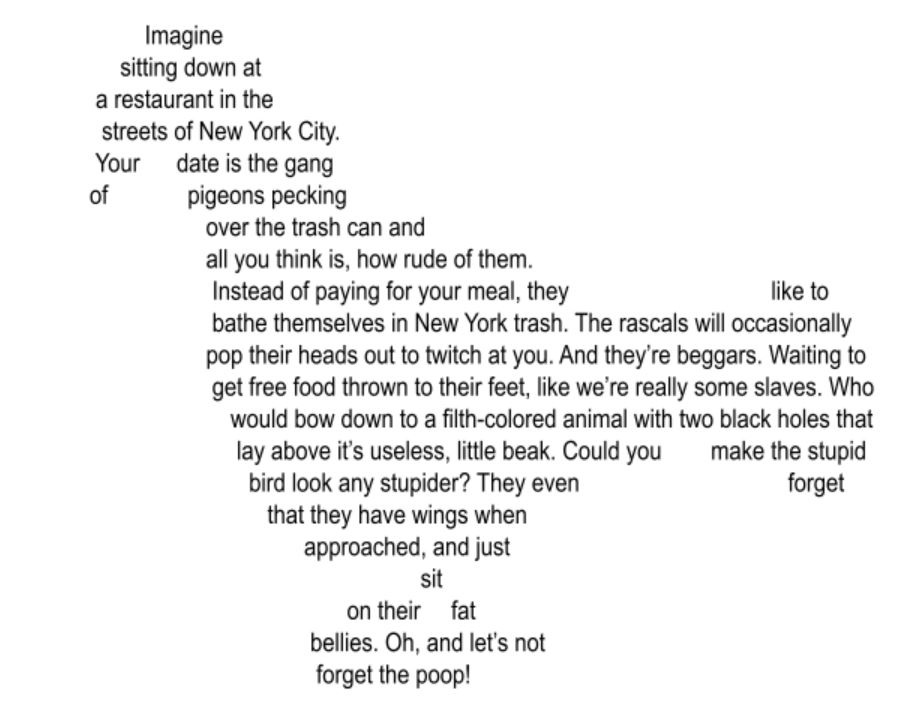 Imagine
sitting down at
a restaurant in the
streets of New York City.
Your date is the gang
of pigeons pecking
over the trash can and
all you think is, how rude of them.
Instead of paying for your meal, they like to
bathe themselves in New York trash. The rascals will occasionally
pop their heads out to twitch at you. And they’re beggars. Waiting to
get free food thrown to their feet, like we’re really some slaves. Who
would bow down to a filth-colored animal with two black holes that
lay above it’s useless, little beak. Could you make the stupid
bird look any stupider? They even forget
that they have wings when
approached, and just
sit
on their fat
bellies. Oh, and let’s not
forget the poop!